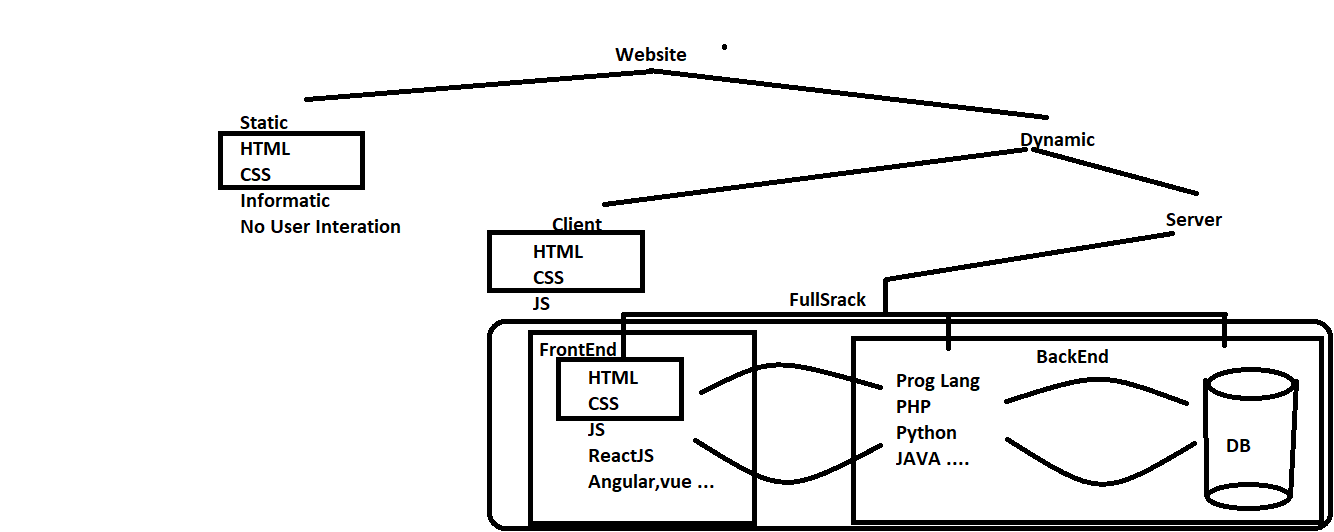 Website
Static
HTML
CSS
Informatic
No User Interation
Dynamic
Client
HTML
CSS
JS
Server
FullSrack
FrontEnd
HTML
CSS
JS
ReactJS
Angular,vue ...
BackEnd
Prog Lang
PHP
Python
JAVA ....
DB